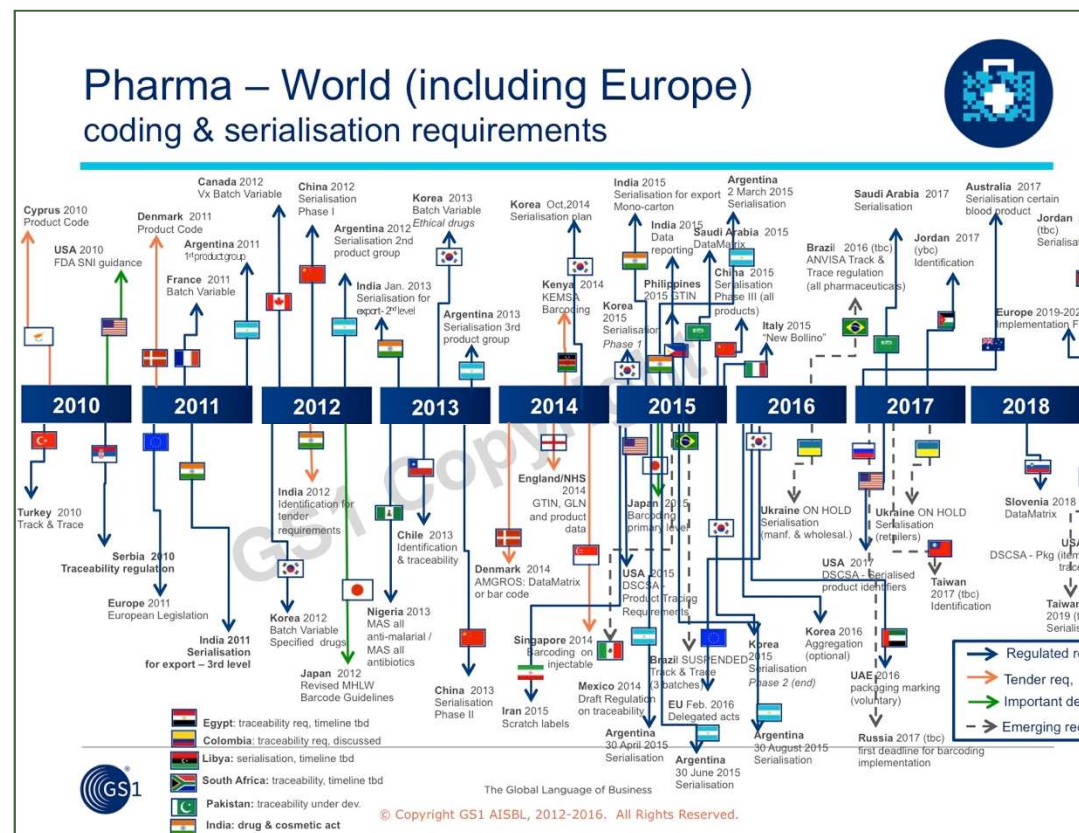 Pharma – World (including Europe)
coding & serialisation requirements
Cyprus 2010
Product Code
USA 2010
FDA SNI guidance
Denmark 2011
Product Code
Argentina 2011
1st product group
France 2011
Batch Variable
Canada 2012
Vx Batch Variable
China 2012
Serialisation
Phase I
Argentina 2012
Serialisation 2nd
product group
India Jan. 2013
Serialisation for
export- 2nd level
Korea 2013
Batch Variable
Ethical drugs
Argentina 2013
Serialisation 3rd
product group
Korea Oct,2014
Serialisation plan
Kenya 2014
KEMSA
Barcoding
India 2015
Serialisation for export
Mono-carton
India 2015
Data
reporting
Korea
2015
Serialisation
Phase 1
Philippines
2015 GTIN
Argentina
2 March 2015
Serialisation
Saudi Arabia 2015
DataMatrix
China 2015
Serialisation
Phase III (all
products)
Italy 2015
"New Bollino"
Brazil 2016 (tbc)
ANVISA Track &
Trace regulation
(all pharmaceuticals)
Saudi Arabia 2017
Serialisation
Jordan 2017
(ybc)
Identification
Australia 2017
Serialisation certain
blood product
Jordan
(tbc)
Serialisa
Europe 2019-202
Implementation F
2010
2011
2012
2013
2014
2015
2016
2017
2018
GS1 Copyright
Turkey 2010
Track & Trace
Serbia 2010
Traceability regulation
Europe 2011
European Legislation
India 2011
Serialisation
for export – 3rd level
India 2012
Identification for
tender
requirements
Korea 2012
Batch Variable
Specified drugs
Japan 2012
Revised MHLW
Barcode Guidelines
Chile 2013
Identification
& traceability
Nigeria 2013
MAS all
anti-malarial /
MAS all
antibiotics
China 2013
Serialisation
Phase II
Denmark 2014
AMGROS: DataMatrix
or bar code
England/NHS
2014
GTIN, GLN
and product
data
Singapore 2014
Barcoding on
injectable
Iran 2015
Scratch labels
Mexico 2014
Draft Regulation
on traceability
Japan 2015
Barcoding
primary level
USA 2015
DSCSA -
Product Tracing
Requirements
Brazil SUSPENDED
Track & Trace
(3 batches)
Argentina
30 April 2015
Serialisation
EU Feb. 2016
Delegated acts
Argentina
30 June 2015
Serialisation
Korea
2015
Serialisation
Phase 2 (end)
Argentina
30 August 2015
Serialisation
Ukraine ON HOLD
Serialisation
(manf. & wholesal.)
Korea 2016
Aggregation
(optional)
USA 2017
DSCSA - Serialised
product identifiers
UAE 2016
packaging marking
(voluntary)
Russia 2017 (tbc)
first deadline for barcoding
implementation
Ukraine ON HOLD
Serialisation
(retailers)
Taiwan
2017 (tbc)
Identification
Slovenia 2018
DataMatrix
USA
DSCSA - Pkg (item
trace
Taiwan
2019 (t
Serialis
Regulated re
Tender req,
Important de
Emerging req
Egypt: traceability req, timeline tbd
Colombia: traceability req, discussed
Libya: serialisation, timeline tbd
South Africa: traceability, timeline tbd
Pakistan: traceability under dev.
India: drug & cosmetic act
GS1
The Global Language of Business
© Copyright GS1 AISBL, 2012-2016. All Rights Reserved.